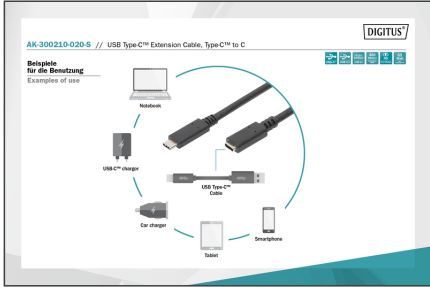 DIGITUS®
AK-300210-020-S // USB Type-C™ Extension Cable, Type-C™ to C
Beispiele
für die Benutzung
Examples of use
Notebook
USB-C™ charger
USB Type-C™
Cable
Car charger
Smartphone
Tablet